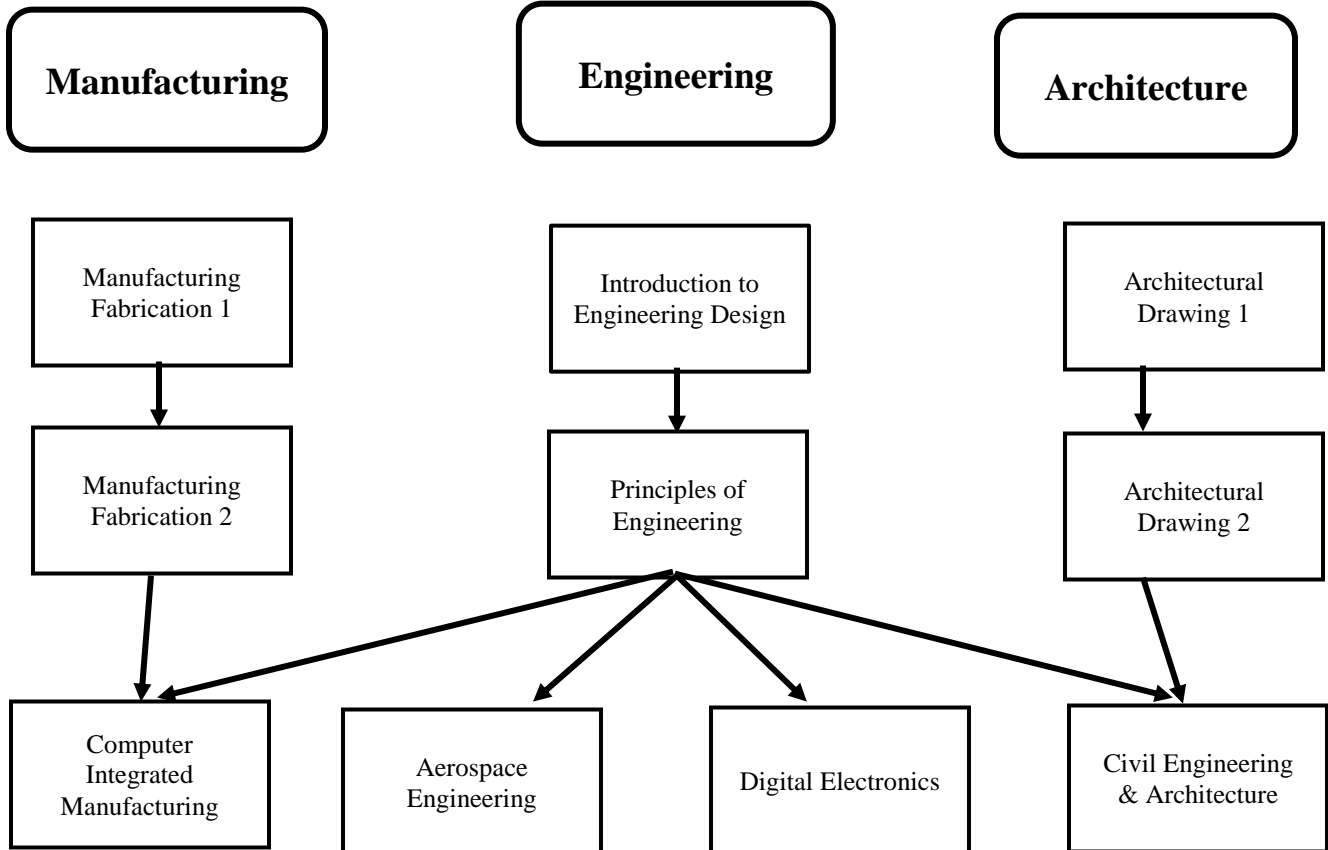 Manufacturing
Engineering
Architecture
Manufacturing
Fabrication 1
Introduction to
Engineering Design
Architectural
Drawing 1
Manufacturing
Fabrication 2
Principles of
Engineering
Architectural
Drawing 2
Computer
Integrated
Manufacturing
Aerospace
Engineering
Digital Electronics
Civil Engineering
& Architecture